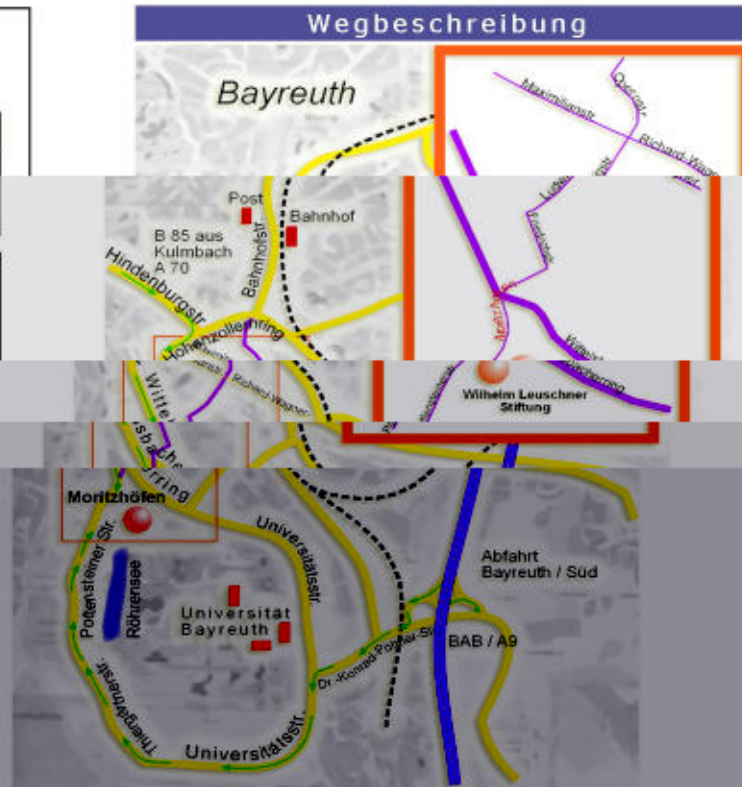 Wegbeschreibung
Bayreuth
Querstr.
Maximilianstr
Post
Bahnhof
B 85 aus
Kulmbach
A 70
Bahnhofstr.
Hindenburgstr
Hohenzollernring
Richard-Wagner
Wilhelm Leuschner
Stiftung
Moritzhöfen
Universitätsstr.
Pottensteiner Str.
Röhrensee
Universität
Bayreuth
Abfahrt
Bayreuth / Süd
Dr.-Konrad-Pöhner-Str.
BAB / A9
Thiergärtnerstr.
Universitätsstr.